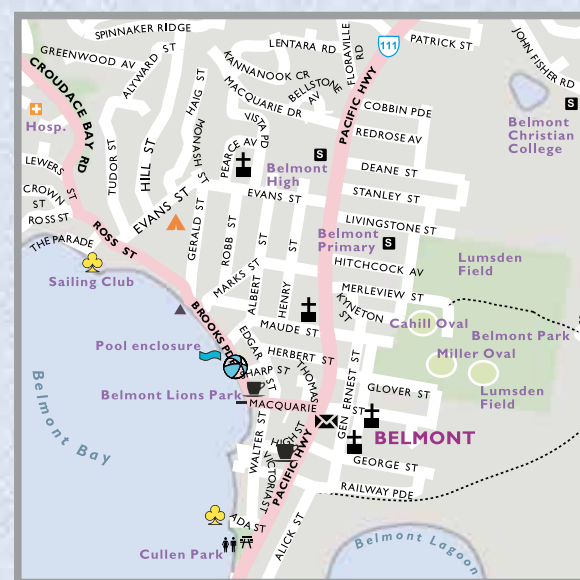 SPINNAKER RIDGE
GREENWOOD AV
ALYWARD ST
LENTARA RD
FLORAVILLE
RD
111
PATRICK ST
JOHN FISHER RD
KANNANOOK CR
BELLSTONE
AV
MACQUARIE DR
CROUDACE BAY RD
HAIG ST
PACIFIC HWY
COBBIN PDE
S
Belmont
Christian
College
Hosp.
VISTA PD
REDROSE AV
MONASH ST
PEARCE AV
S
Belmont
High
DEANE ST
LEWERS ST
TUDOR ST
HILL ST
EVANS ST
STANLEY ST
CROWN
ST
ROSS ST
EVANS ST
GERALD ST
LIVINGSTONE ST
Belmont
Primary
S
THE PARADE
ROSS ST
ROBB ST
HITCHCOCK AV
Lumsden
Field
Sailing Club
MARKS ST
ALBERT ST
HENRY ST
MERLEVIEW ST
KYNETON
ST
BROOKS PDE
MAUDE ST
Cahill Oval
Belmont Park
Pool enclosure
EDGAR ST
HERBERT ST
Miller Oval
SHARP ST
THOMAS
GLOVER ST
Lumsden
Field
Belmont Lions Park
MACQUARIE
GEN ERNEST ST
ST
Belmont Bay
BELMONT
WALTER ST
HIGH ST
VICTORIA ST
PACIFIC HWY
GEORGE ST
RAILWAY PDE
ADA ST
ALICK ST
Cullen Park
Belmont Lagoon